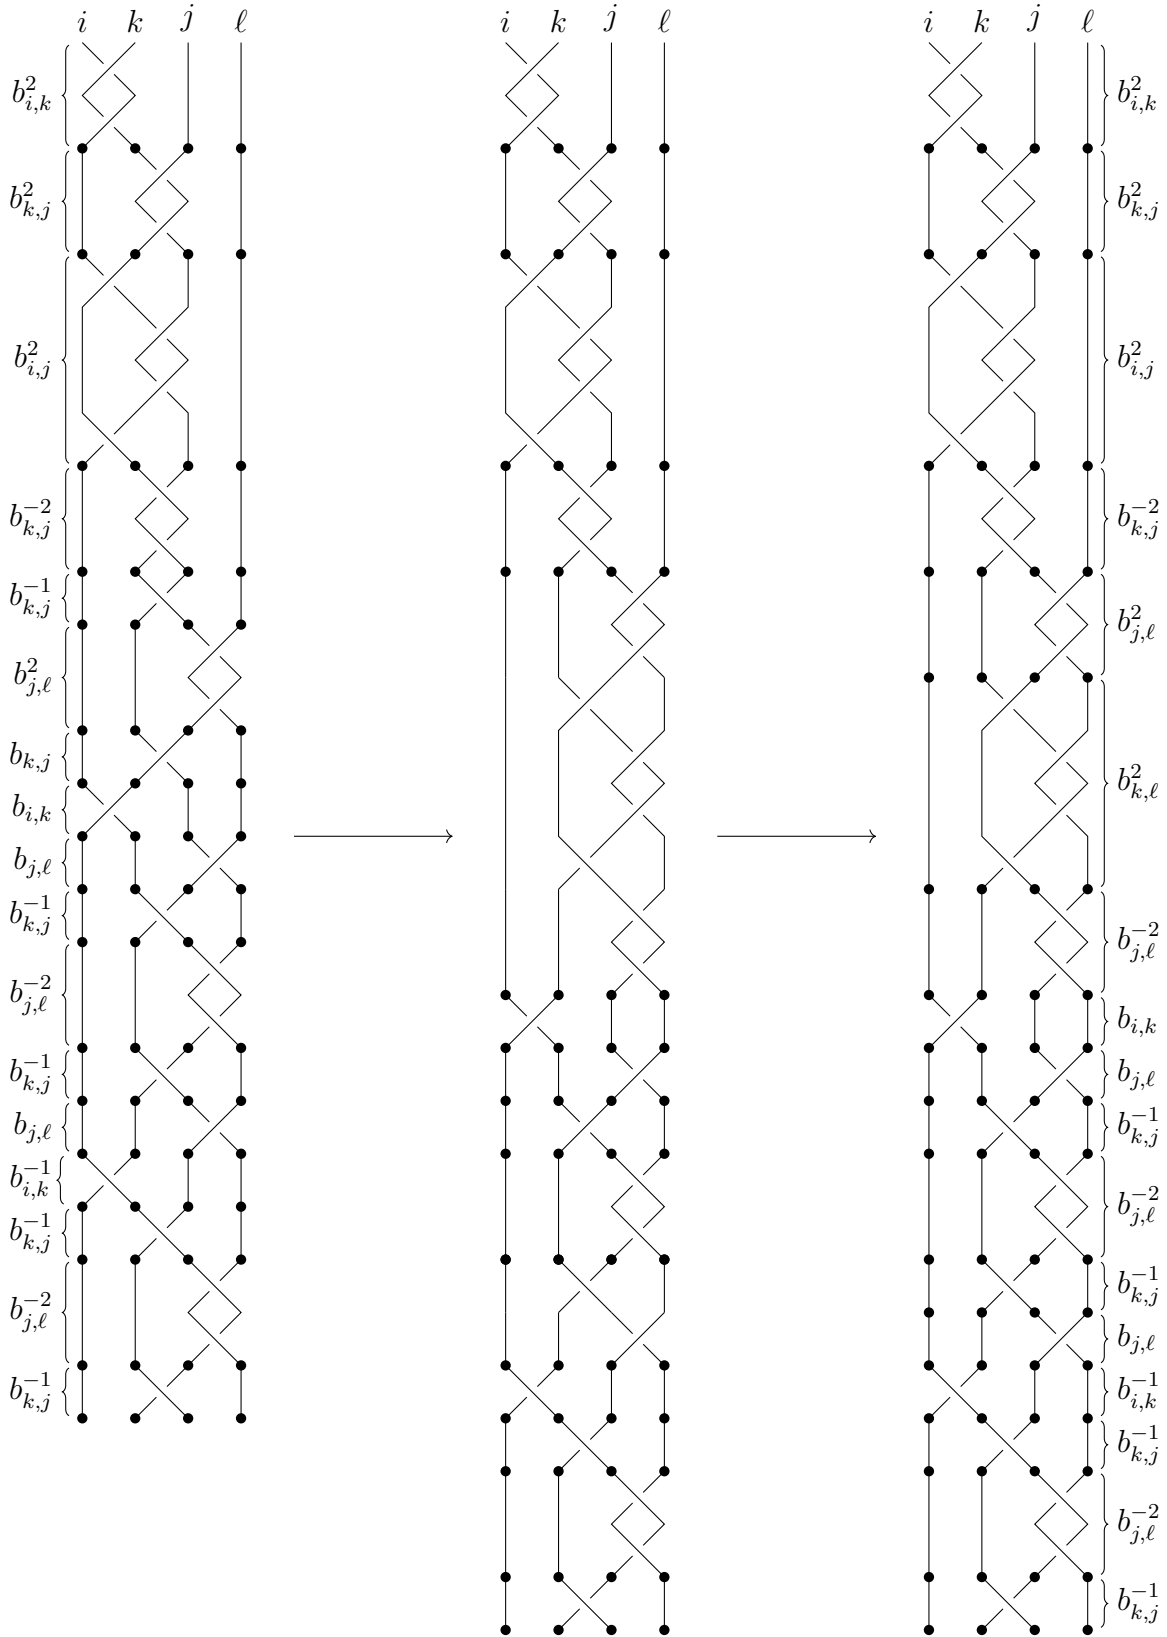 i k j ℓ
b_{i,k}^{2}
b_{k,j}^{2}
b_{i,j}^{2}
b_{k,j}^{-2}
b_{k,j}^{-1}
b_{j,ℓ}^{2}
b_{k,j}
b_{i,k}
b_{j,ℓ}
b_{k,j}^{-1}
b_{j,ℓ}^{-2}
b_{k,j}^{-1}
b_{j,ℓ}
b_{i,k}^{-1}
b_{k,j}^{-1}
b_{j,ℓ}^{-2}
b_{k,j}^{-1}
i k j ℓ
i k j ℓ
b_{i,k}^{2}
b_{k,j}^{2}
b_{i,j}^{2}
b_{k,j}^{-2}
b_{j,ℓ}^{2}
b_{k,ℓ}^{2}
b_{j,ℓ}^{-2}
b_{i,k}
b_{j,ℓ}
b_{k,j}^{-1}
b_{j,ℓ}^{-2}
b_{k,j}^{-1}
b_{j,ℓ}
b_{i,k}^{-1}
b_{k,j}^{-1}
b_{j,ℓ}^{-2}
b_{k,j}^{-1}